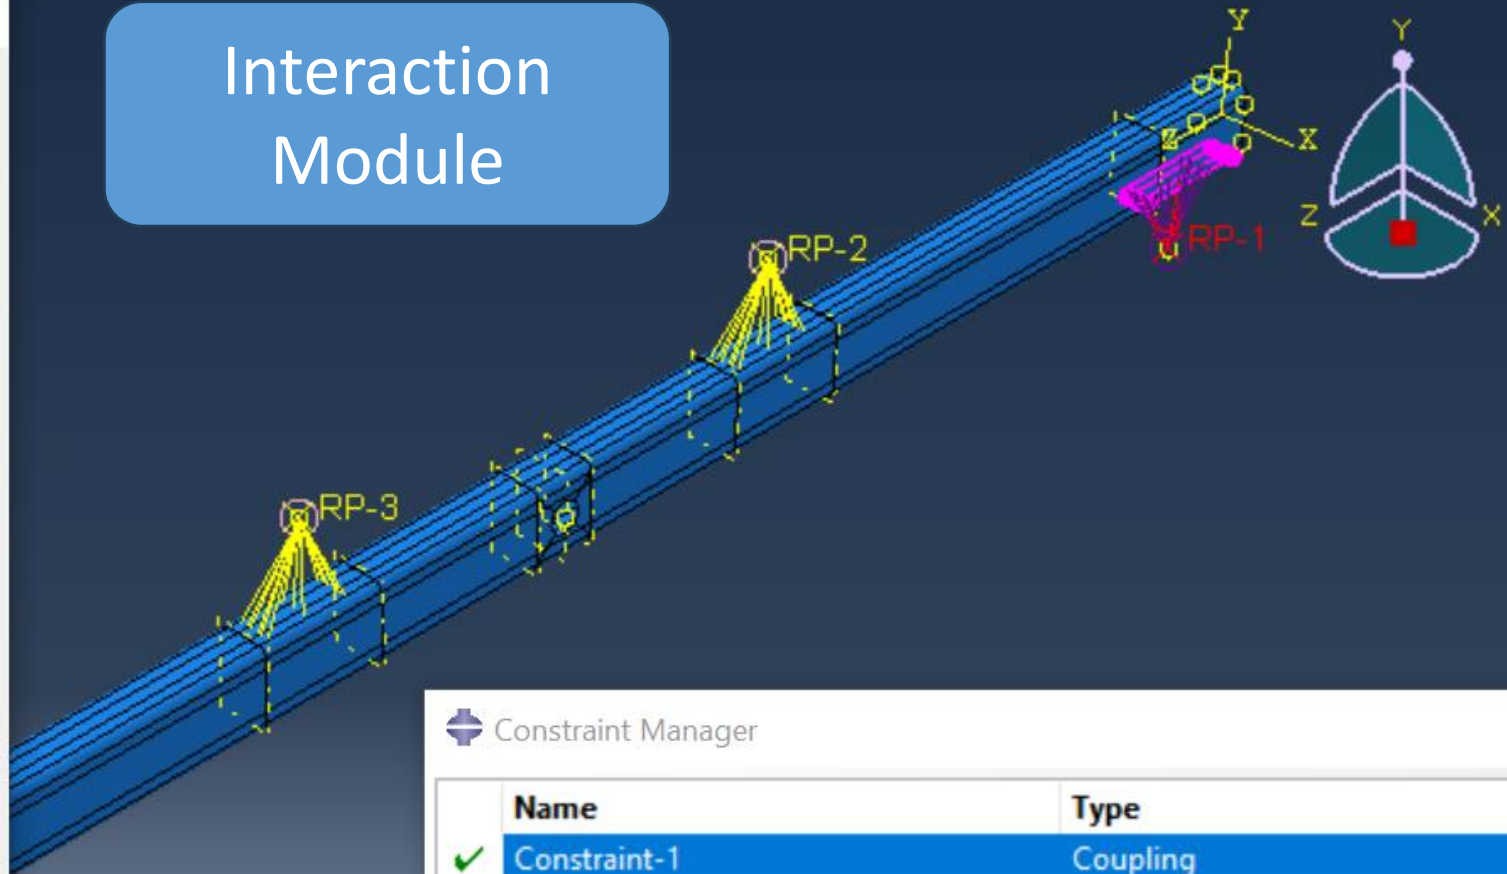 Interaction
Module
Y
Y
X
Z
Z
X
RP-1
RP-2
RP-3
Constraint Manager
Name Type
Constraint-1 Coupling